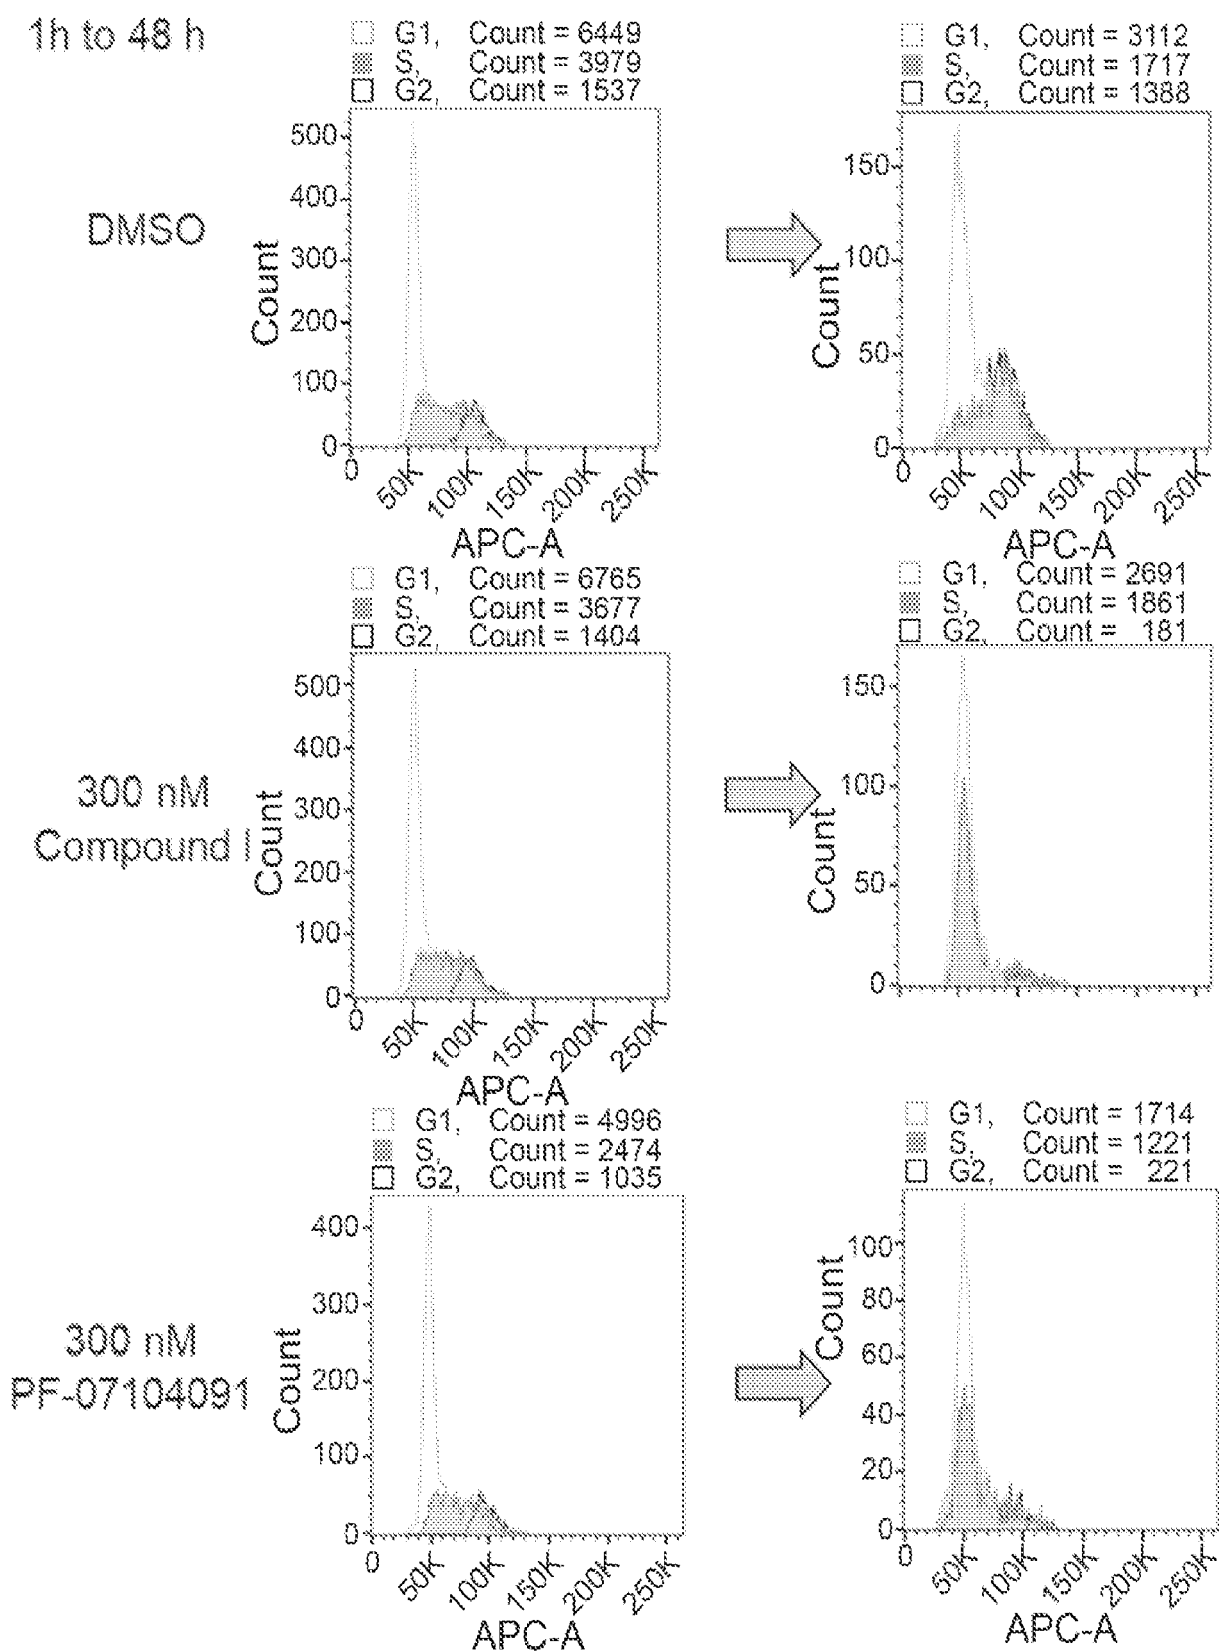 1h to 48 h
G1, Count = 6449
S, Count = 3979
G2, Count = 1537
G1, Count = 3112
S, Count = 1717
G2, Count = 1388
DMSO
Count
500
400
300
200
100
0
0 50K 100K 150K 200K 250K
APC-A
Count
150
100
50
0
0 50K 100K 150K 200K 250K
APC-A
G1, Count = 6765
S, Count = 3677
G2, Count = 1404
G1, Count = 2691
S, Count = 1861
G2, Count = 181
300 nM
Compound I
Count
500
400
300
200
100
0
0 50K 100K 150K 200K 250K
APC-A
Count
150
100
50
0
G1, Count = 4996
S, Count = 2474
G2, Count = 1035
G1, Count = 1714
S, Count = 1221
G2, Count = 221
300 nM
PF-07104091
Count
400
300
200
100
0
0 50K 100K 150K 200K 250K
APC-A
Count
100
80
60
40
20
0
0 50K 100K 150K 200K 250K
APC-A